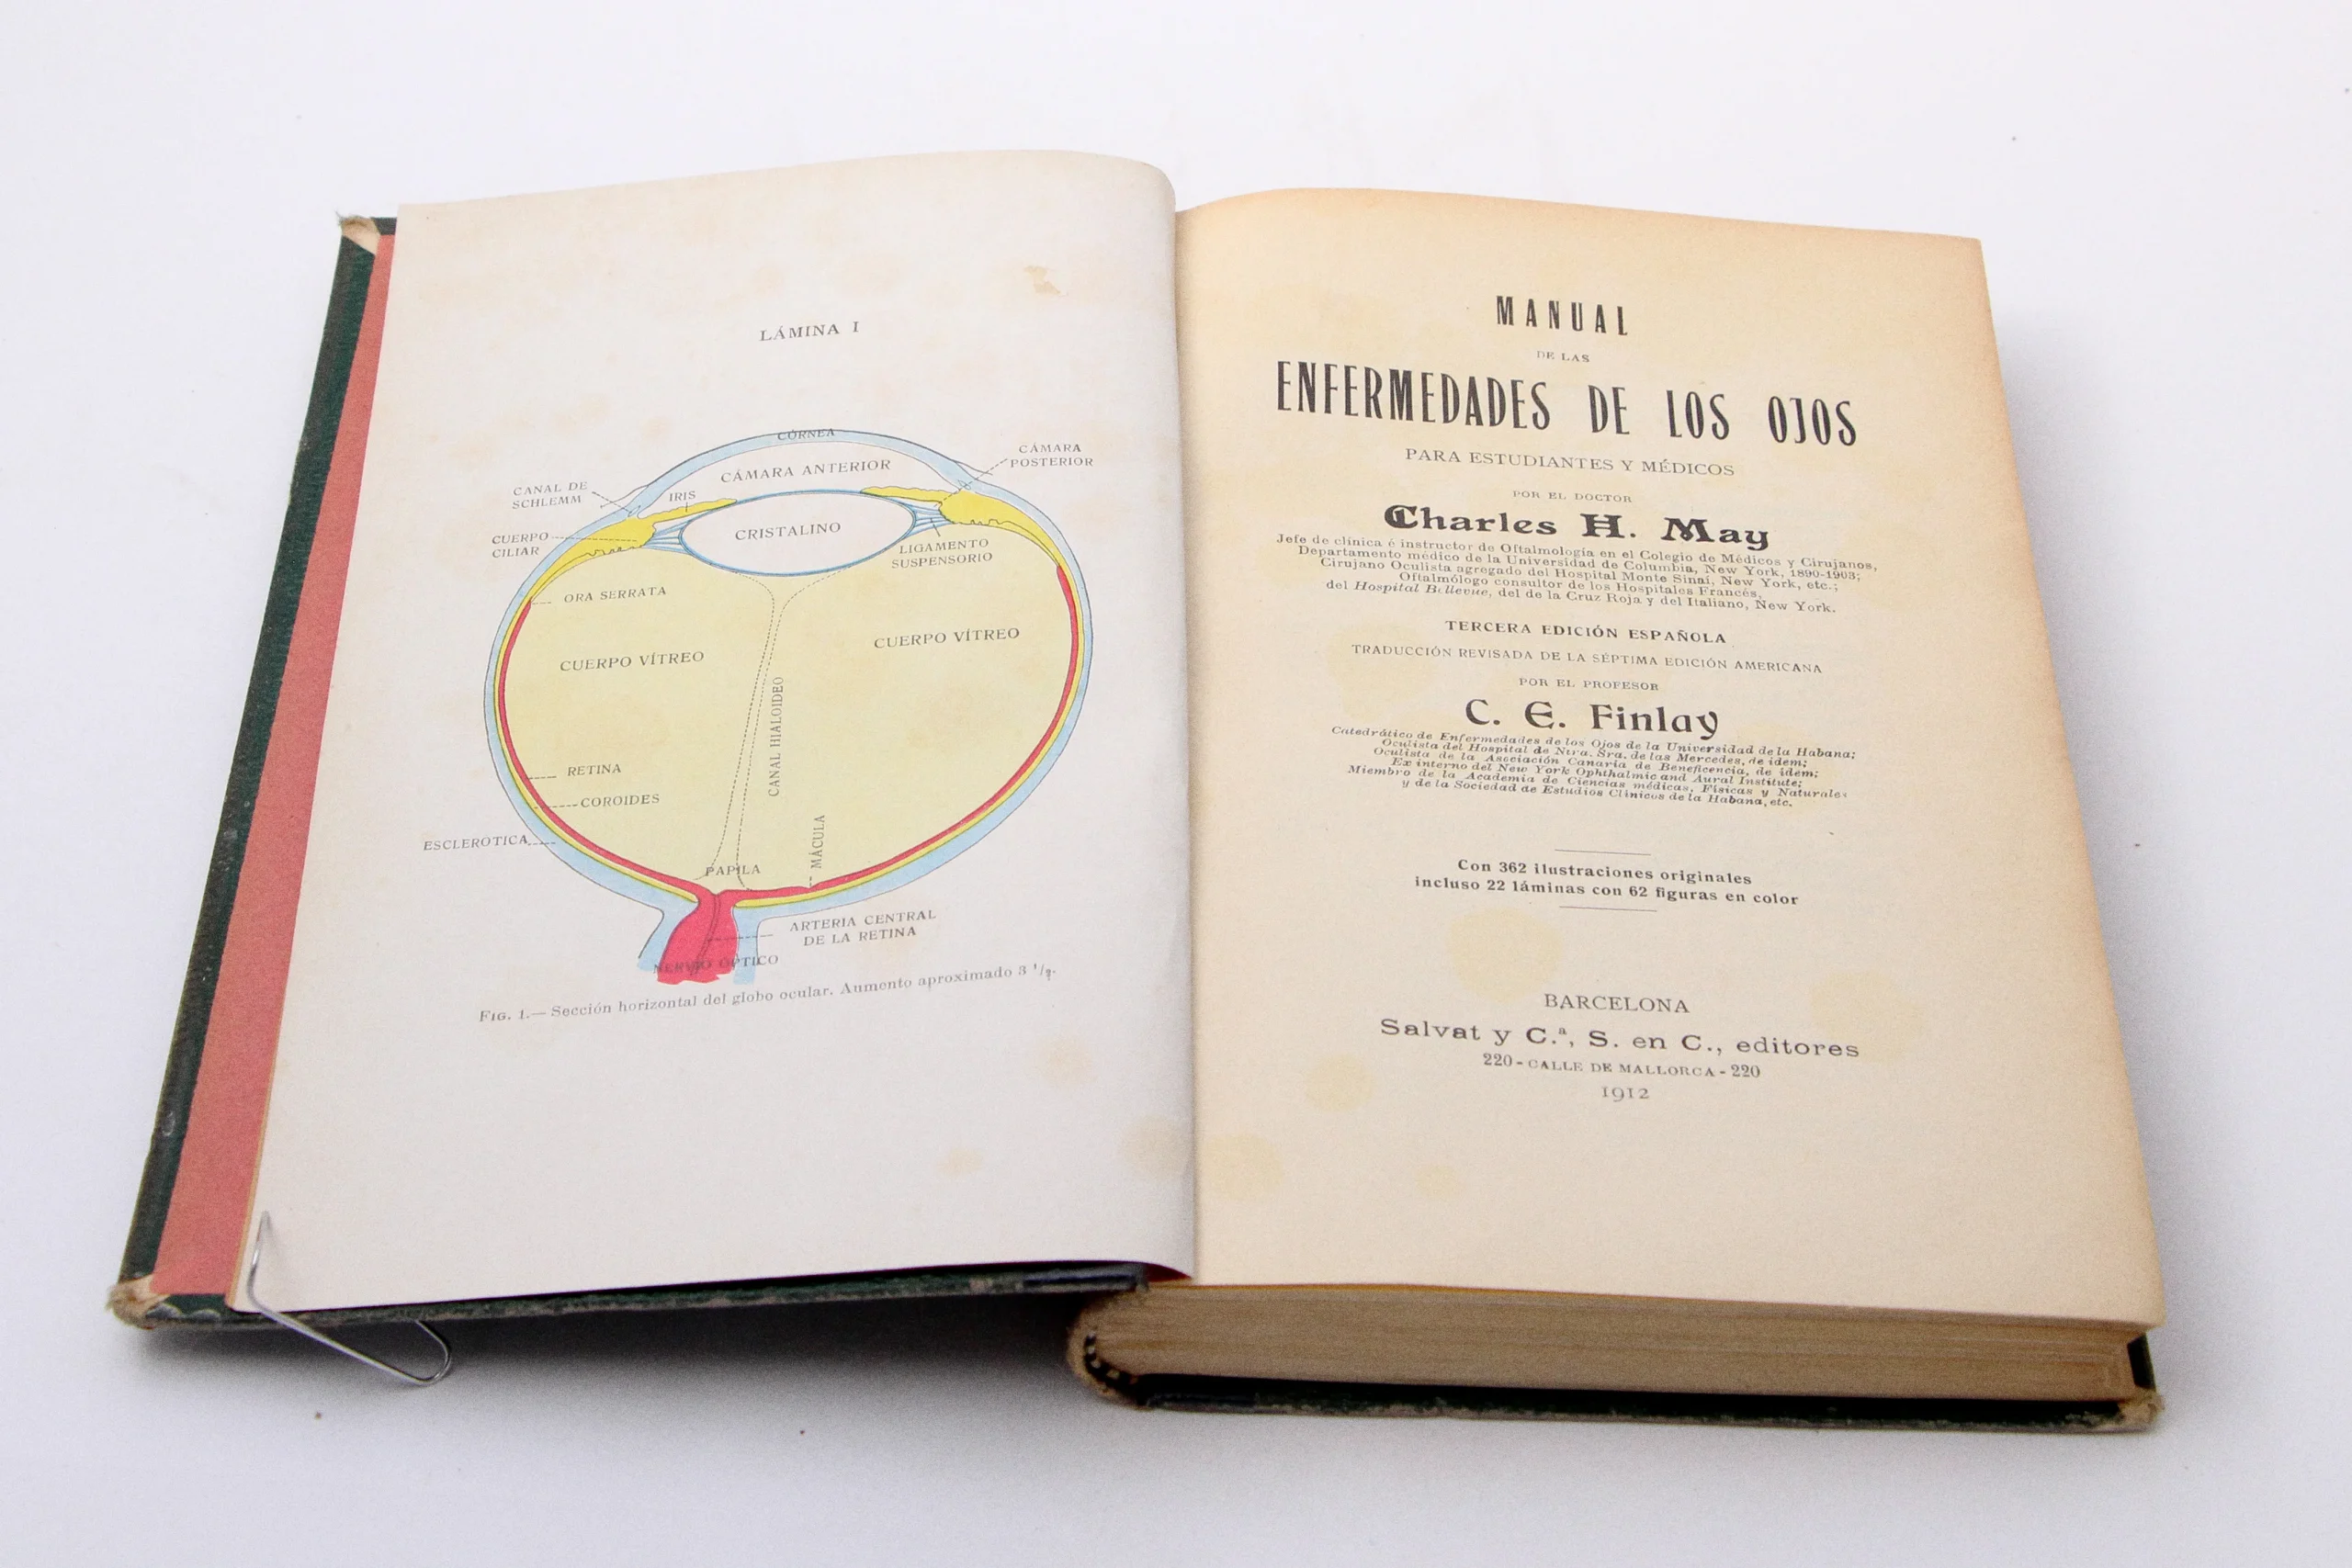 LÁMINA I
CÓRNEA
CÁMARA ANTERIOR
CÁMARA
POSTERIOR
CANAL DE
SCHLEMM
IRIS
CRISTALINO
CUERPO
CILIAR
LIGAMENTO
SUSPENSORIO
ORA SERRATA
CUERPO VÍTREO
CUERPO VÍTREO
CANAL HIALOIDEO
RETINA
COROIDES
ESCLERÓTICA
MÁCULA
PAPILA
ARTERIA CENTRAL
DE LA RETINA
NERVIO ÓPTICO
FIG. 1.— Sección horizontal del globo ocular. Aumento aproximado 3 1/2.
MANUAL
DE LAS
ENFERMEDADES DE LOS OJOS
PARA ESTUDIANTES Y MÉDICOS
POR EL DOCTOR
Charles H. May
Jefe de clínica é instructor de Oftalmología en el Colegio de Médicos y Cirujanos,
Departamento médico de la Universidad de Columbia, New York, 1890-1903;
Cirujano Oculista agregado del Hospital Monte Sinaí, New York, etc.;
Oftalmólogo consultor de los Hospitales Francés,
del Hospital Bellevue, del de la Cruz Roja y del Italiano, New York.
TERCERA EDICIÓN ESPAÑOLA
TRADUCCIÓN REVISADA DE LA SÉPTIMA EDICIÓN AMERICANA
POR EL PROFESOR
C. E. Finlay
Catedrático de Enfermedades de los Ojos de la Universidad de la Habana;
Oculista del Hospital de Ntra. Sra. de las Mercedes, de ídem;
Oculista de la Asociación Canaria de Beneficencia, de ídem;
Ex interno del New York Ophthalmic and Aural Institute;
Miembro de la Academia de Ciencias médicas, Físicas y Naturales
y de la Sociedad de Estudios Clínicos de la Habana, etc.
Con 362 ilustraciones originales
incluso 22 láminas con 62 figuras en color
BARCELONA
Salvat y C.ª, S. en C., editores
220-CALLE DE MALLORCA-220
1912